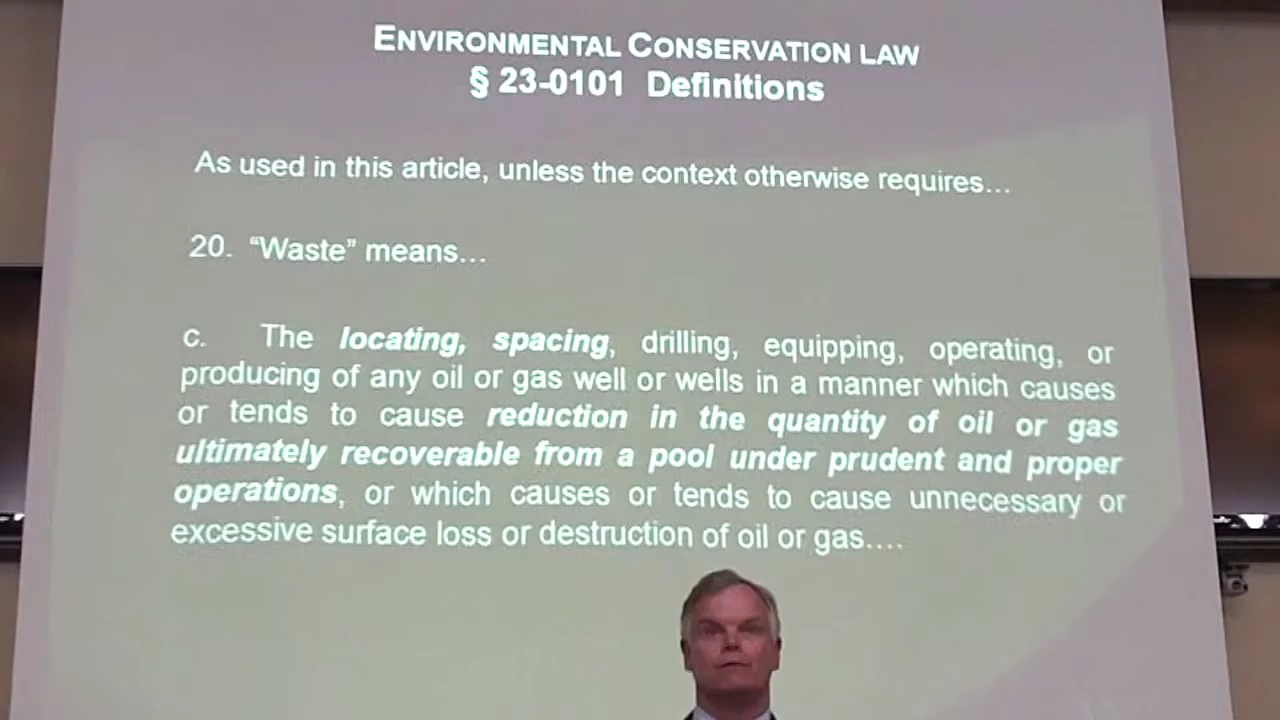 ENVIRONMENTAL CONSERVATION LAW
§ 23-0101 Definitions
As used in this article, unless the context otherwise requires…
20. “Waste” means…
c. The locating, spacing, drilling, equipping, operating, or
producing of any oil or gas well or wells in a manner which causes
or tends to cause reduction in the quantity of oil or gas
ultimately recoverable from a pool under prudent and proper
operations, or which causes or tends to cause unnecessary or
excessive surface loss or destruction of oil or gas….